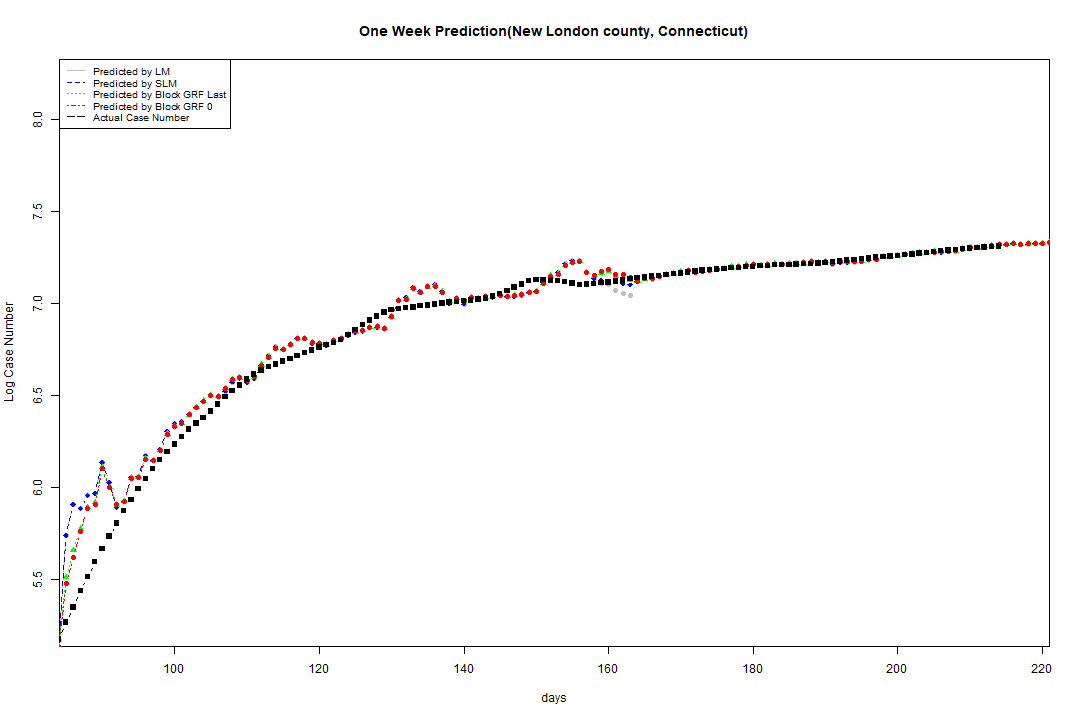 One Week Prediction(New London county, Connecticut)
Predicted by LM
Predicted by SLM
Predicted by Block GRF Last
Predicted by Block GRF 0
Actual Case Number
8.0
7.5
7.0
6.5
6.0
5.5
Log Case Number
100 120 140 160 180 200 220
days